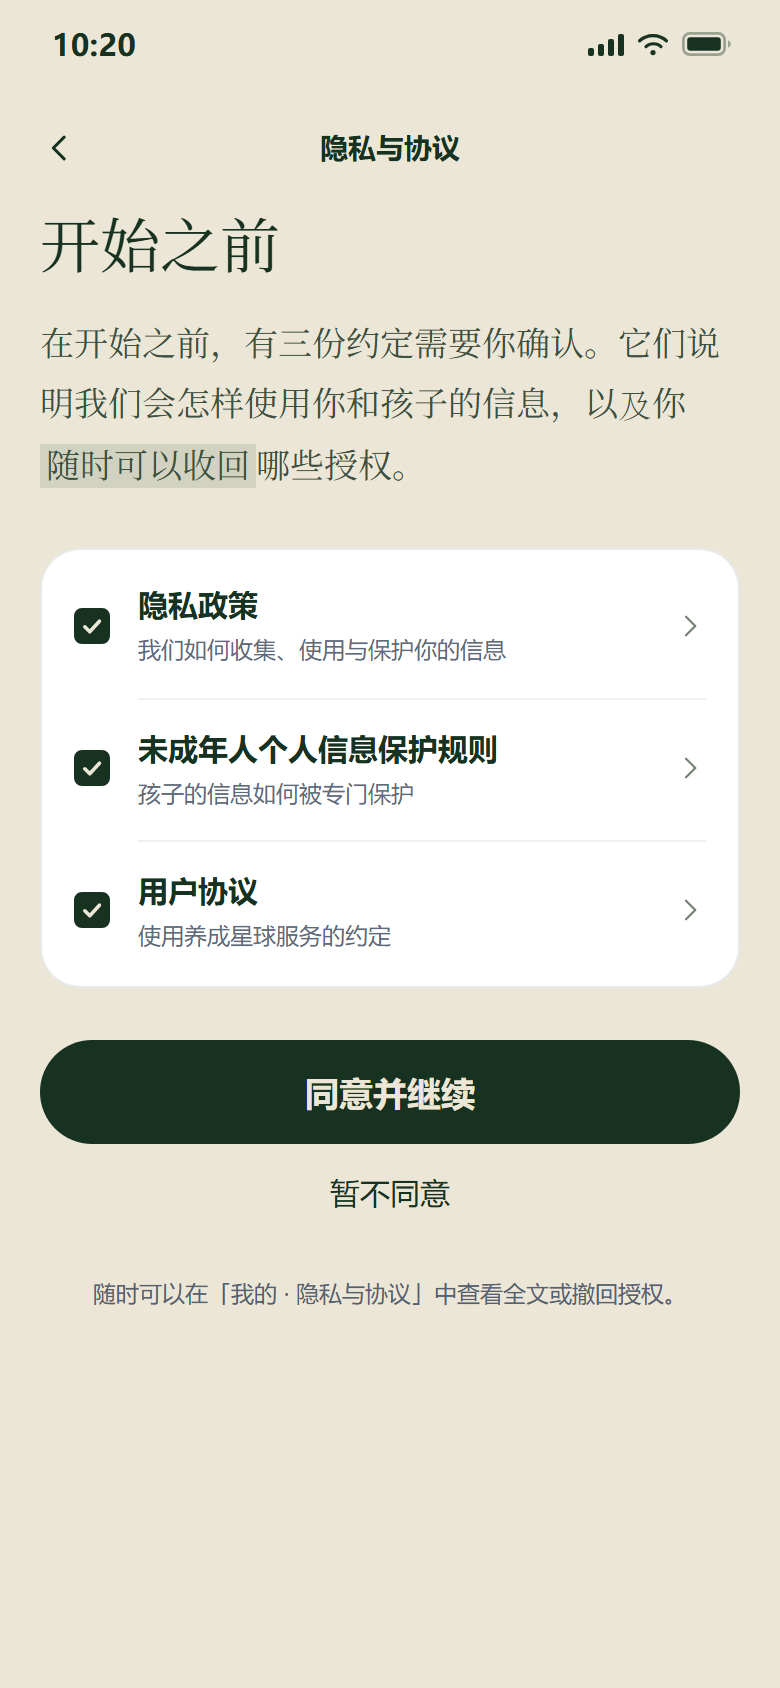 10:20
隐私与协议
开始之前
在开始之前，有三份约定需要你确认。它们说
明我们会怎样使用你和孩子的信息，以及你
随时可以收回哪些授权。
隐私政策
我们如何收集、使用与保护你的信息
未成年人个人信息保护规则
孩子的信息如何被专门保护
用户协议
使用养成星球服务的约定
同意并继续
暂不同意
随时可以在「我的 · 隐私与协议」中查看全文或撤回授权。